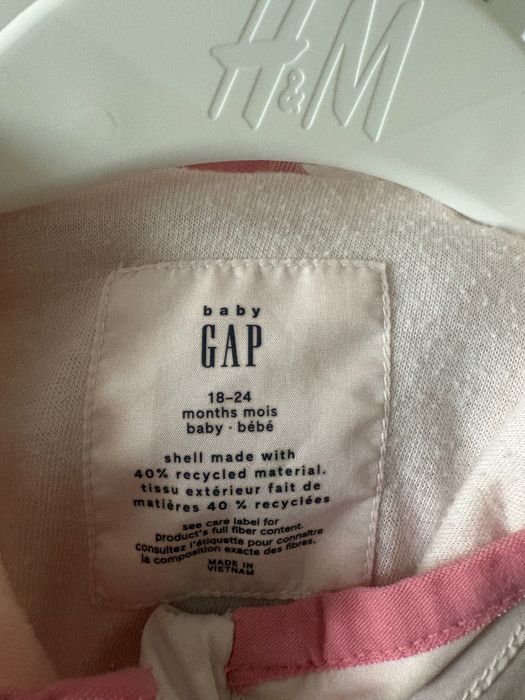 H&M
baby
GAP
18-24
months mois
baby · bébé
shell made with
40% recycled material.
tissu extérieur fait de
matières 40 % recyclées
see care label for
product's full fiber content.
consultez l'étiquette pour connaître
la composition exacte des fibres.
MADE IN
VIETNAM